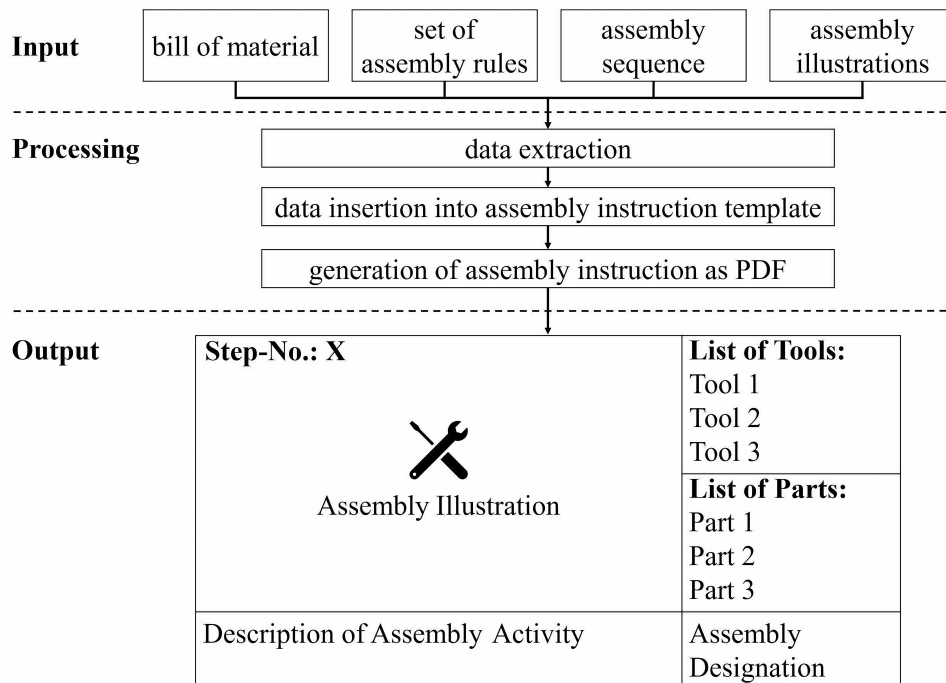 Input
bill of material
set of
assembly rules
assembly
sequence
assembly
illustrations
Processing
data extraction
data insertion into assembly instruction template
generation of assembly instruction as PDF
Output
Step-No.: X
Assembly Illustration
List of Tools:
Tool 1
Tool 2
Tool 3
List of Parts:
Part 1
Part 2
Part 3
Description of Assembly Activity
Assembly
Designation